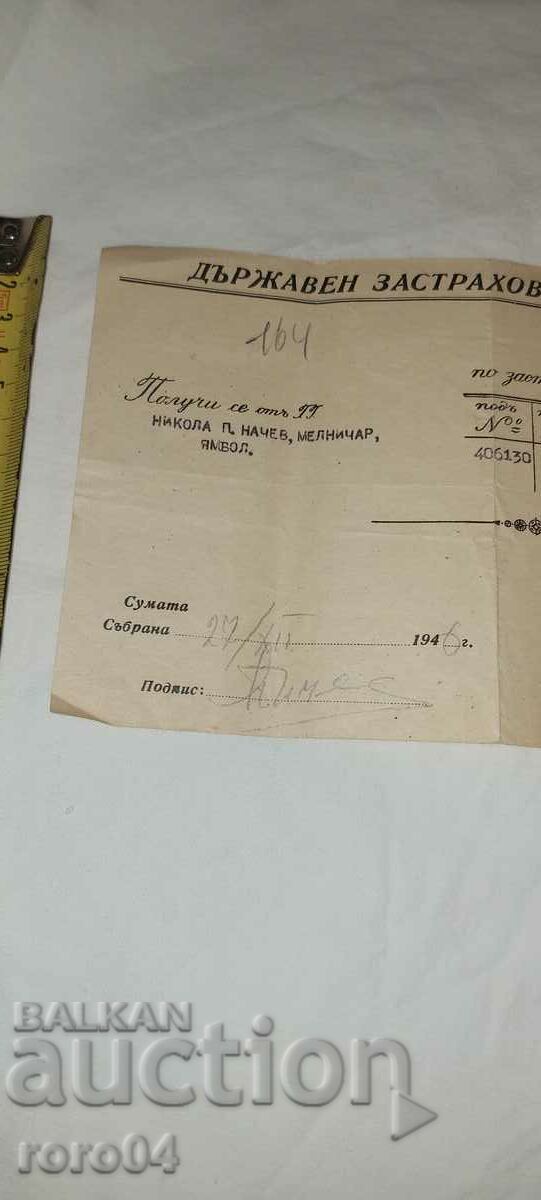 ДЪРЖАВЕН ЗАСТРАХОВ
164
по заст
Получи се отъ ГГ
НИКОЛА П. НАЧЕВ, МЕЛНИЧАР,
ЯМБОЛ.
подъ
№
406130
Сумата
Събрана 27/XII 1946 г.
Подпис:
BALKAN
auction
roro04